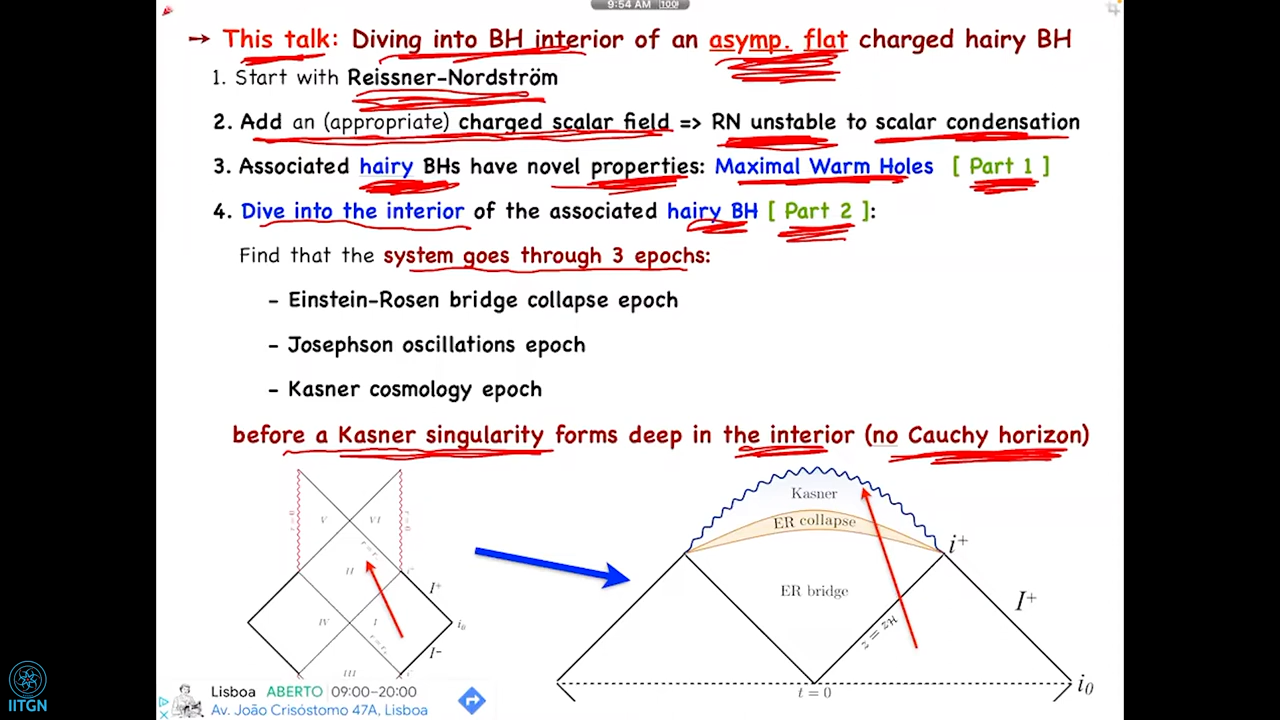 9:54 AM 100%
→ This talk: Diving into BH interior of an asymp. flat charged hairy BH
1. Start with Reissner-Nordström
2. Add an (appropriate) charged scalar field => RN unstable to scalar condensation
3. Associated hairy BHs have novel properties: Maximal Warm Holes [ Part 1 ]
4. Dive into the interior of the associated hairy BH [ Part 2 ]:
Find that the system goes through 3 epochs:
- Einstein-Rosen bridge collapse epoch
- Josephson oscillations epoch
- Kasner cosmology epoch
before a Kasner singularity forms deep in the interior (no Cauchy horizon)
V VI
r = 0 r = 0
II
I⁺
IV I
i₀
I⁻
III
Kasner
ER collapse
i⁺
ER bridge
I⁺
z = zₕ
i₀
t = 0
IITGN
Lisboa ABERTO 09:00–20:00
Av. João Crisóstomo 47A, Lisboa